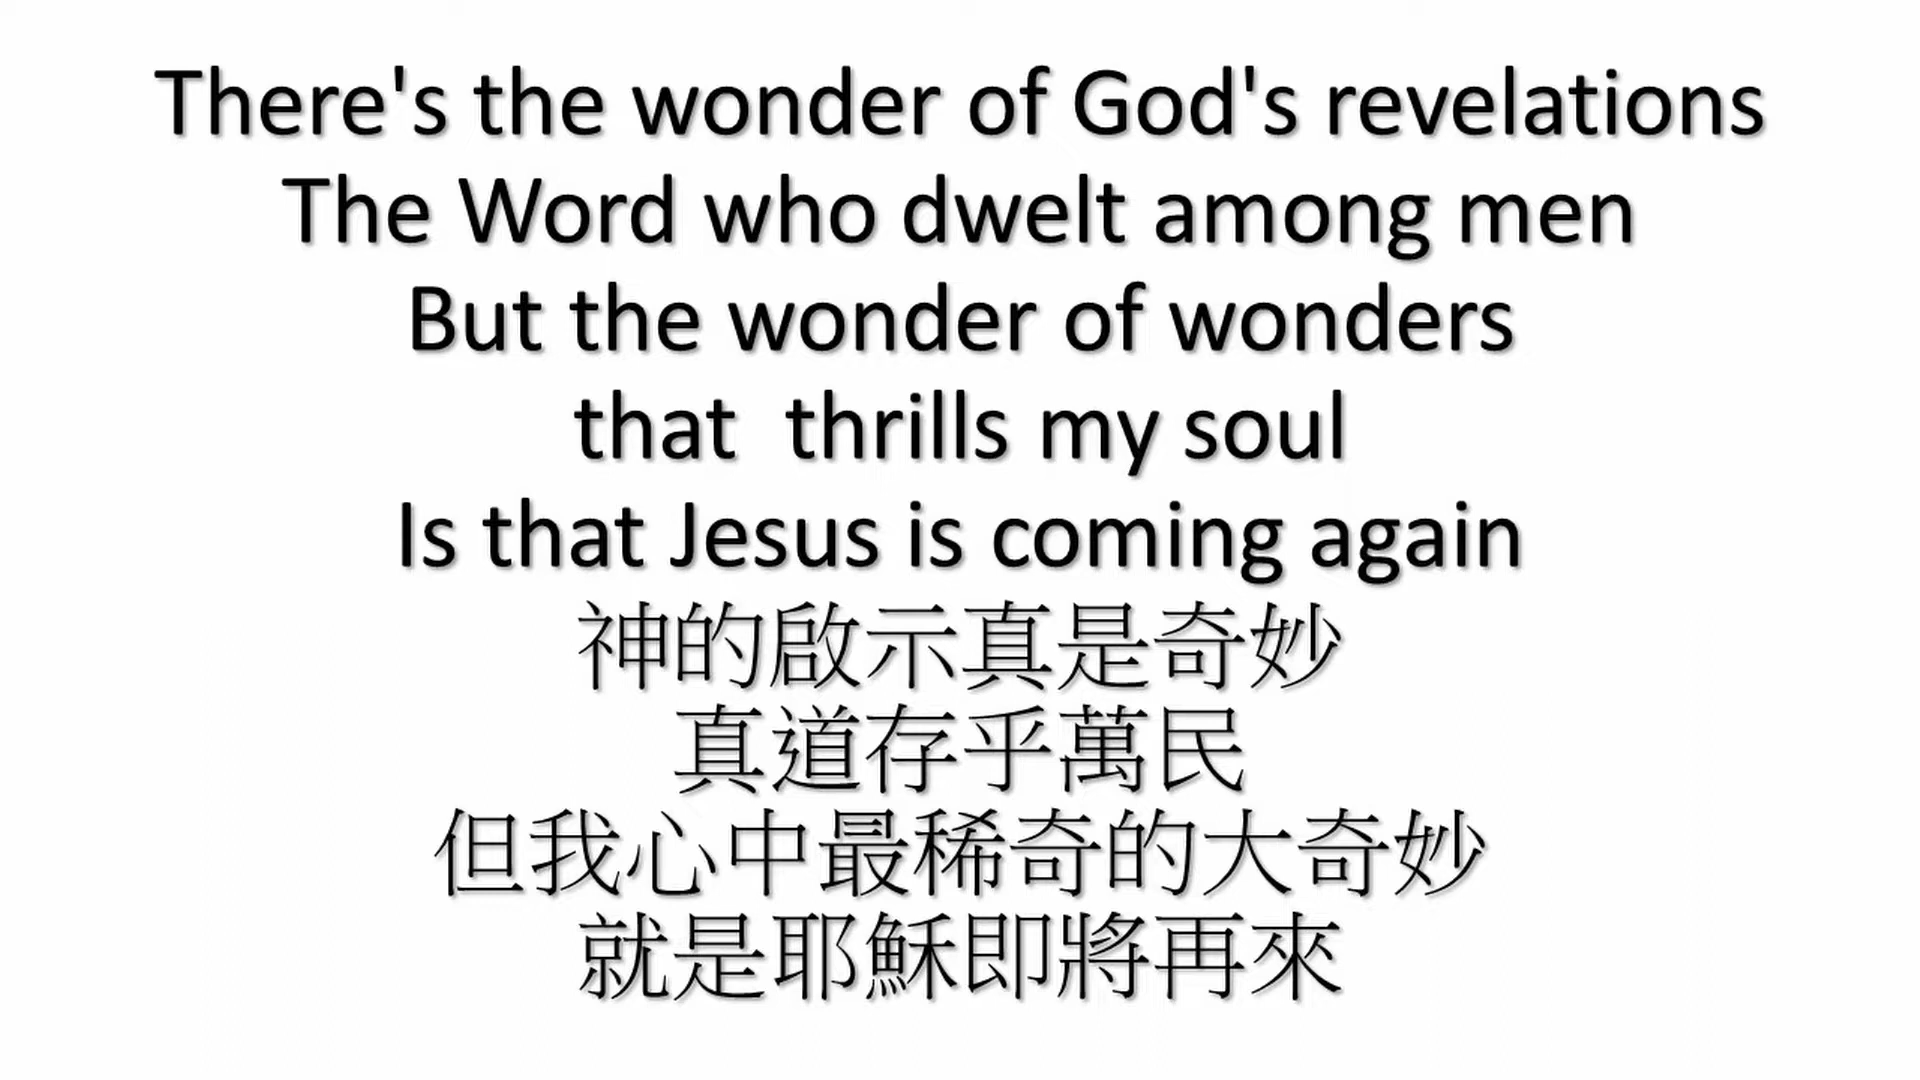 There's the wonder of God's revelations
The Word who dwelt among men
But the wonder of wonders
that  thrills my soul
Is that Jesus is coming again
神的啟示真是奇妙
真道存乎萬民
但我心中最稀奇的大奇妙
就是耶穌即將再來